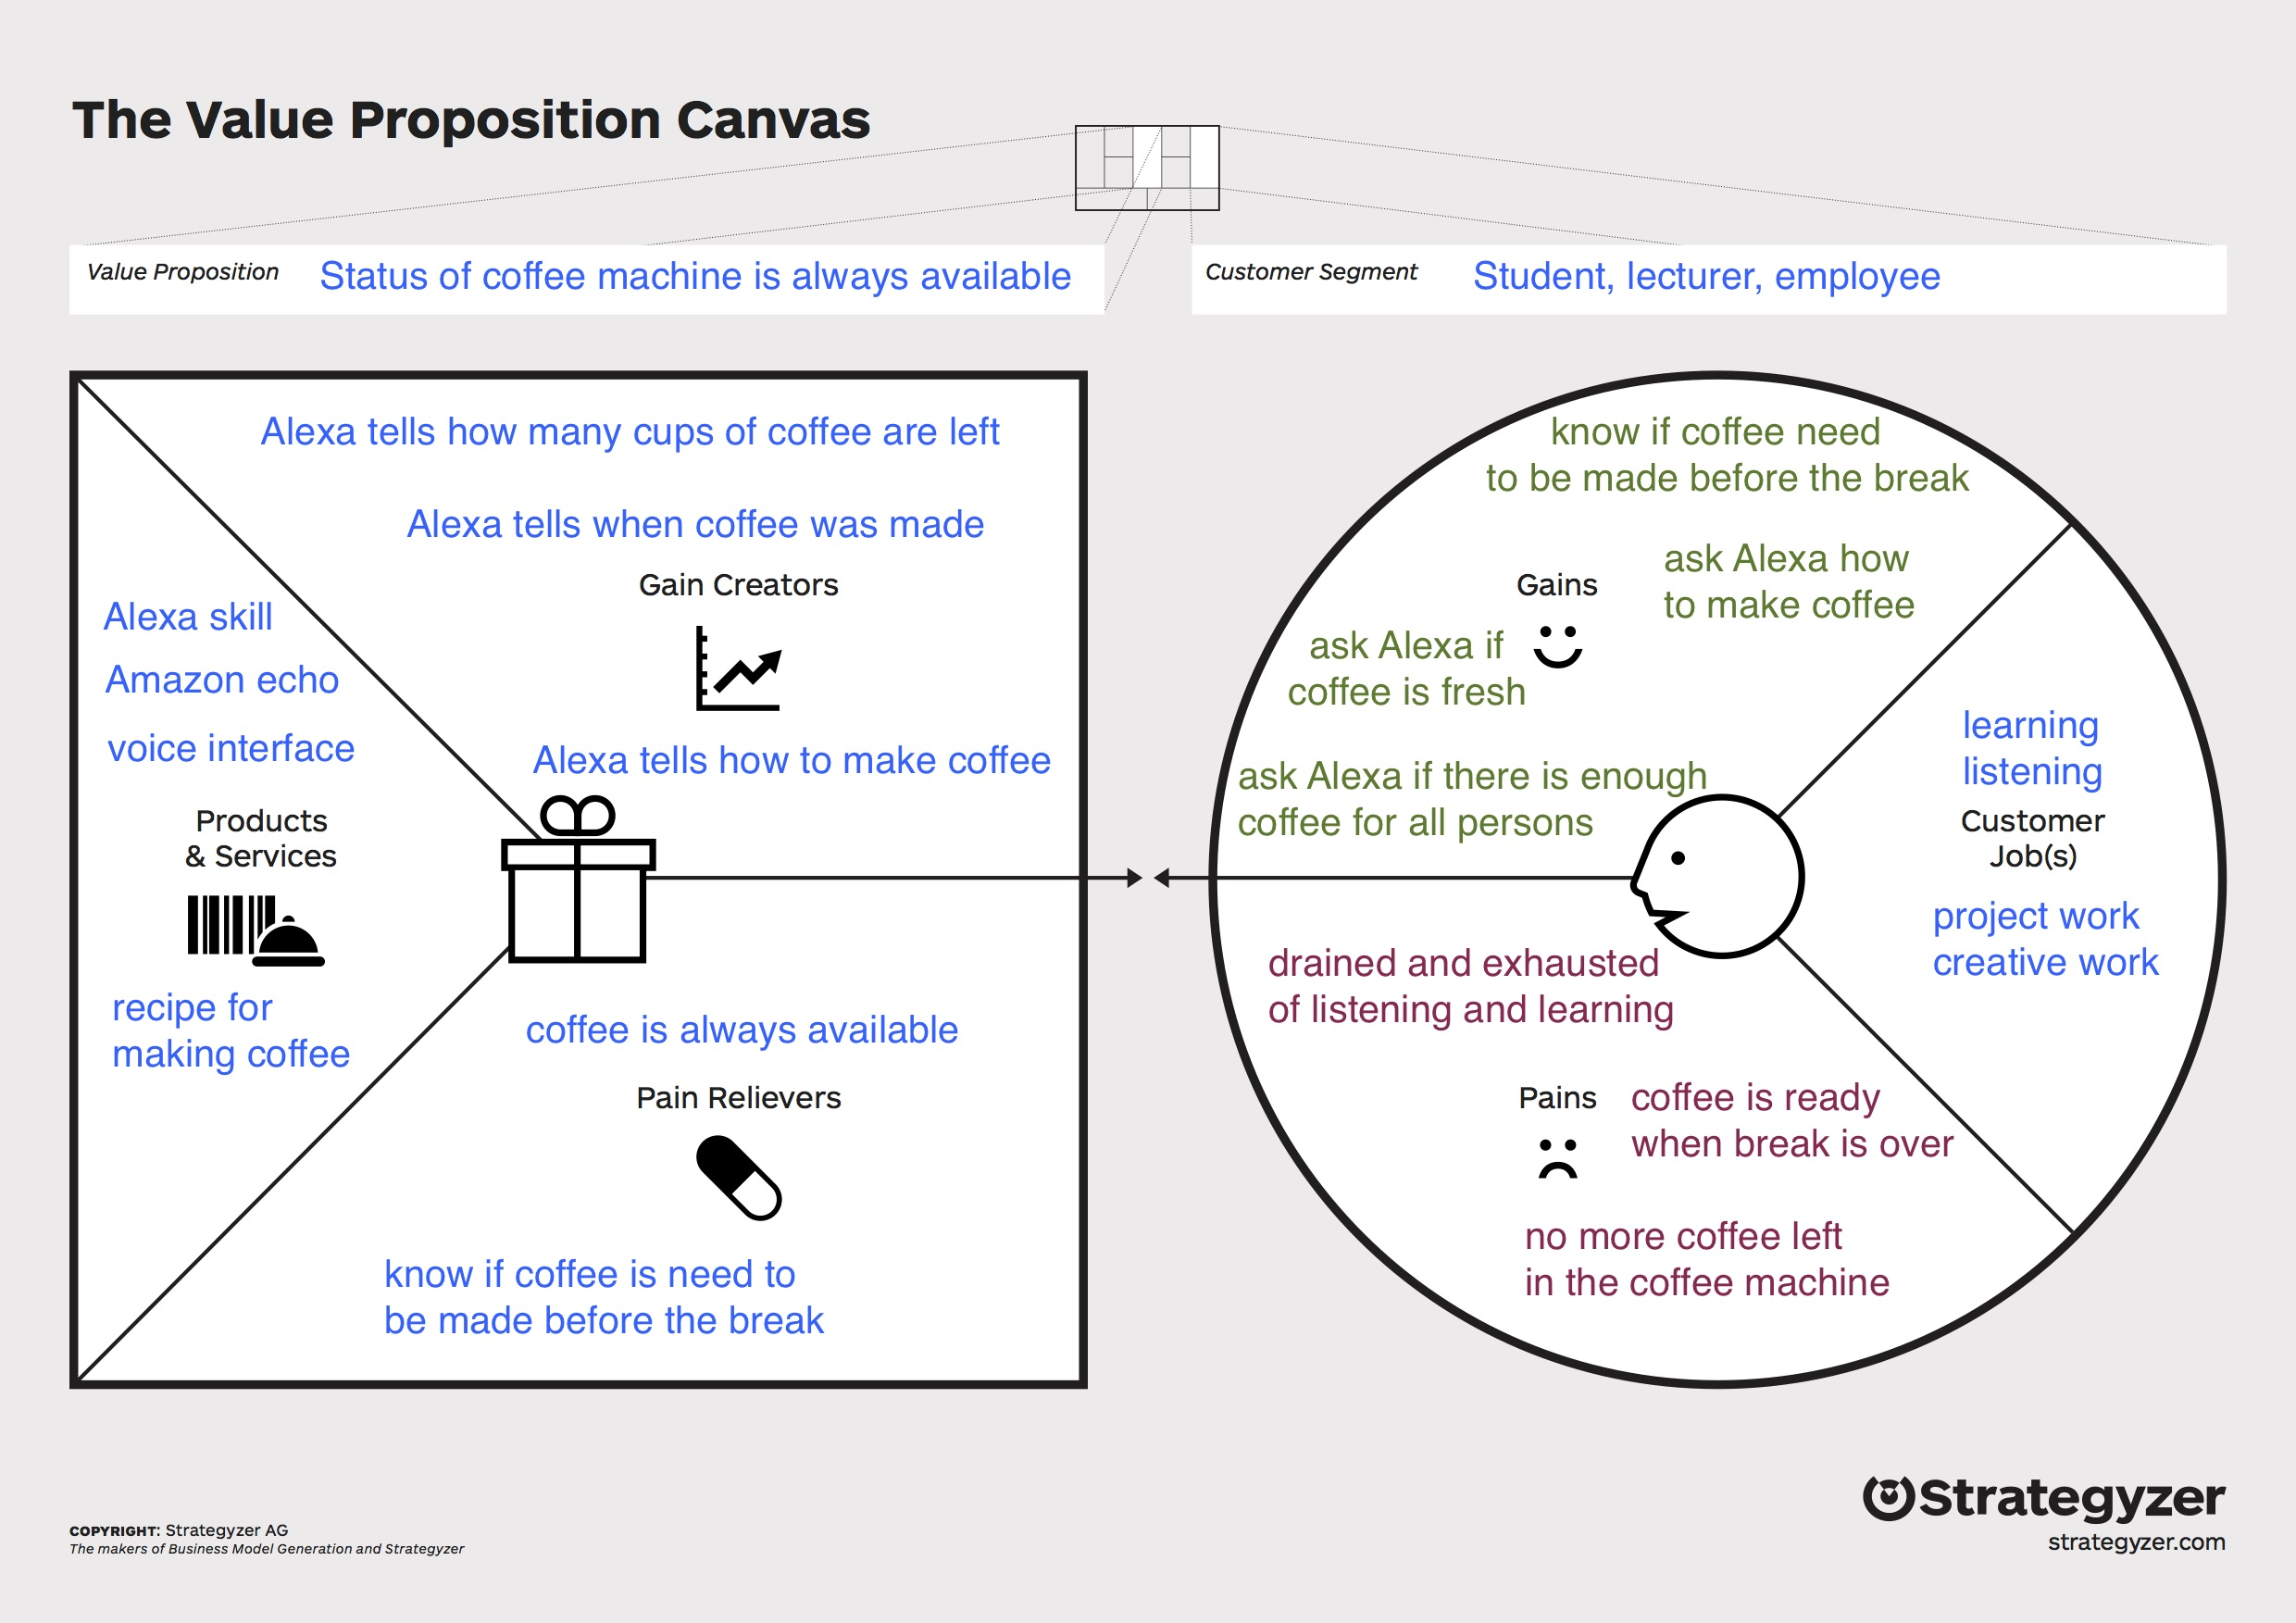 The Value Proposition Canvas
Value Proposition
Status of coffee machine is always available
Customer Segment
Student, lecturer, employee
Alexa tells how many cups of coffee are left
Alexa tells when coffee was made
Gain Creators
Alexa tells how to make coffee
Alexa skill
Amazon echo
voice interface
Products
& Services
recipe for
making coffee
coffee is always available
Pain Relievers
know if coffee is need to
be made before the break
know if coffee need
to be made before the break
ask Alexa how
to make coffee
Gains
ask Alexa if
coffee is fresh
ask Alexa if there is enough
coffee for all persons
learning
listening
Customer
Job(s)
project work
creative work
drained and exhausted
of listening and learning
Pains
coffee is ready
when break is over
no more coffee left
in the coffee machine
COPYRIGHT: Strategyzer AG
The makers of Business Model Generation and Strategyzer
Strategyzer
strategyzer.com